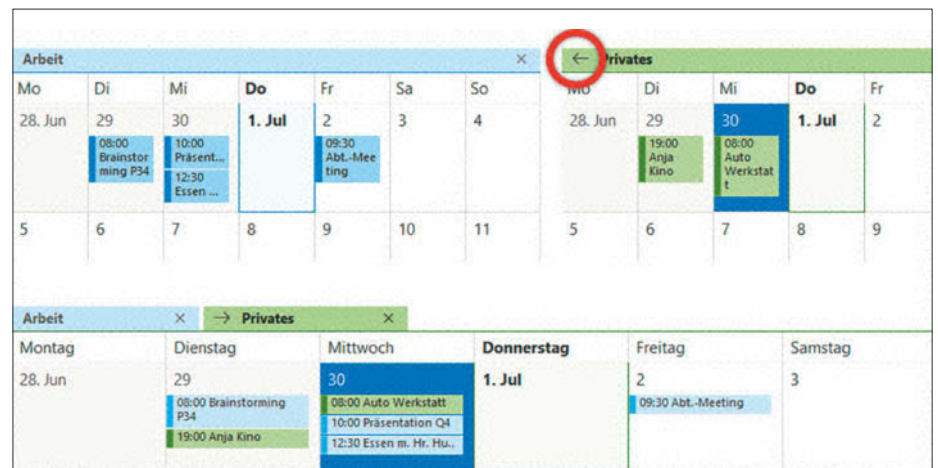 Arbeit × ← Privates
Mo Di Mi Do Fr Sa So Mo Di Mi Do Fr
28. Jun 29 30 1. Jul 2 3 4 28. Jun 29 30 1. Jul 2
08:00 10:00 09:30 19:00 08:00
Brainstor Präsent... Abt.-Mee Anja Auto
ming P34 12:30 ting Kino Werkstat
Essen ... t
5 6 7 8 9 10 11 5 6 7 8 9
Arbeit × → Privates ×
Montag Dienstag Mittwoch Donnerstag Freitag Samstag
28. Jun 29 30 1. Jul 2 3
08:00 Brainstorming 08:00 Auto Werkstatt 09:30 Abt.-Meeting
P34 10:00 Präsentation Q4
19:00 Anja Kino 12:30 Essen m. Hr. Hu..